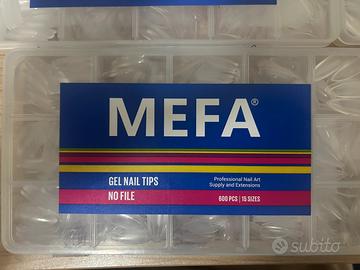 MEFA®
GEL NAIL TIPS
NO FILE
Professional Nail Art
Supply and Extensions
600 PCS | 15 SIZES
subito